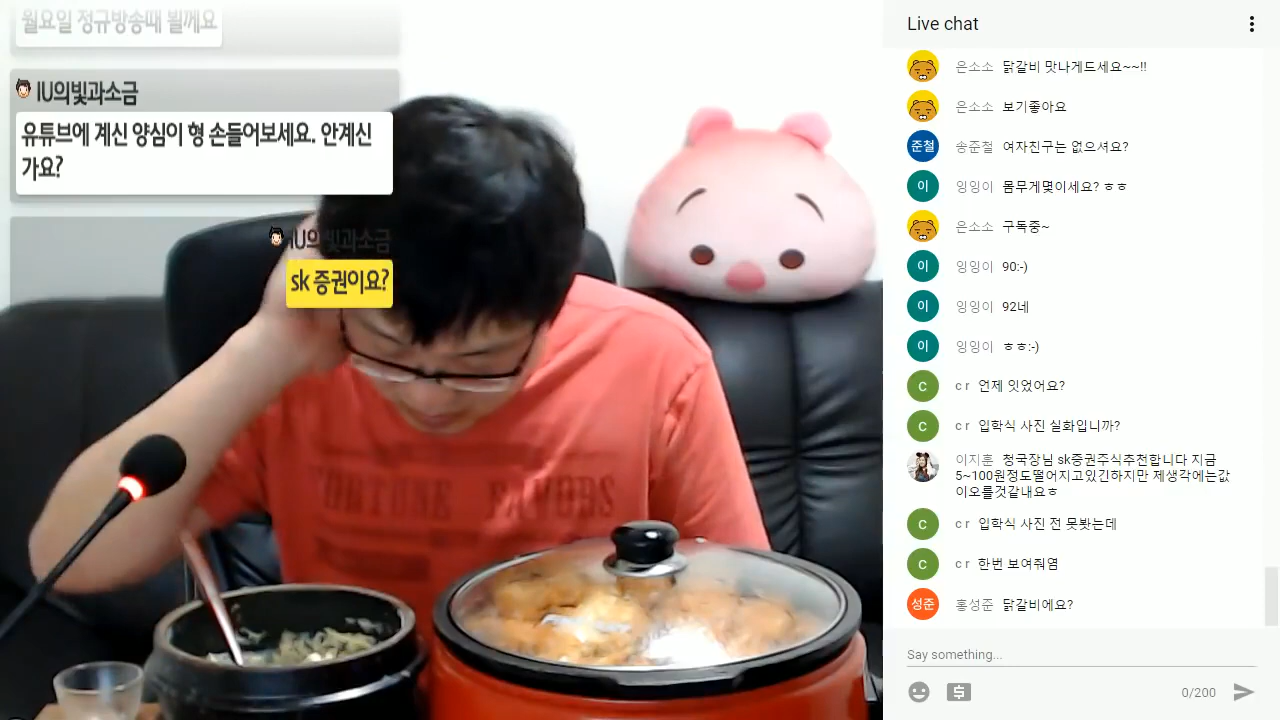 월요일 정규방송때 뵐께요
IU의빛과소금
유튜브에 계신 양심이 형 손들어보세요. 안계신
가요?
IU의빛과소금
sk 증권이요?
FORTUNE FAVORS
Live chat
은소소 닭갈비 맛나게드세요~~!!
은소소 보기좋아요
준철 송준철 여자친구는 없으셔요?
이 잉잉이 몸무게몇이세요? ㅎㅎ
은소소 구독중~
이 잉잉이 90:-)
이 잉잉이 92네
이 잉잉이 ㅎㅎ:-)
C c r 언제 잇었어요?
C c r 입학식 사진 실화입니까?
이지훈 청국장님 sk증권주식추천합니다 지금
5~100원정도떨어지고있긴하지만 제생각에는값
이오를것같내요ㅎ
C c r 입학식 사진 전 못봣는데
C c r 한번 보여줘염
성준 홍성준 닭갈비에요?
Say something...
0/200